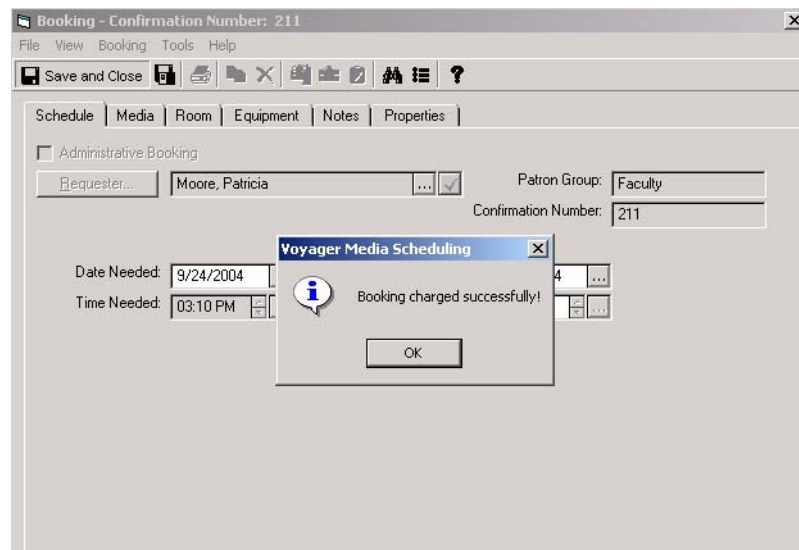 Booking - Confirmation Number: 211
File View Booking Tools Help
Save and Close
Schedule Media Room Equipment Notes Properties
Administrative Booking
Requester... Moore, Patricia ... Patron Group: Faculty
Confirmation Number: 211
Voyager Media Scheduling
Date Needed: 9/24/2004 4 ...
Booking charged successfully!
Time Needed: 03:10 PM ...
OK